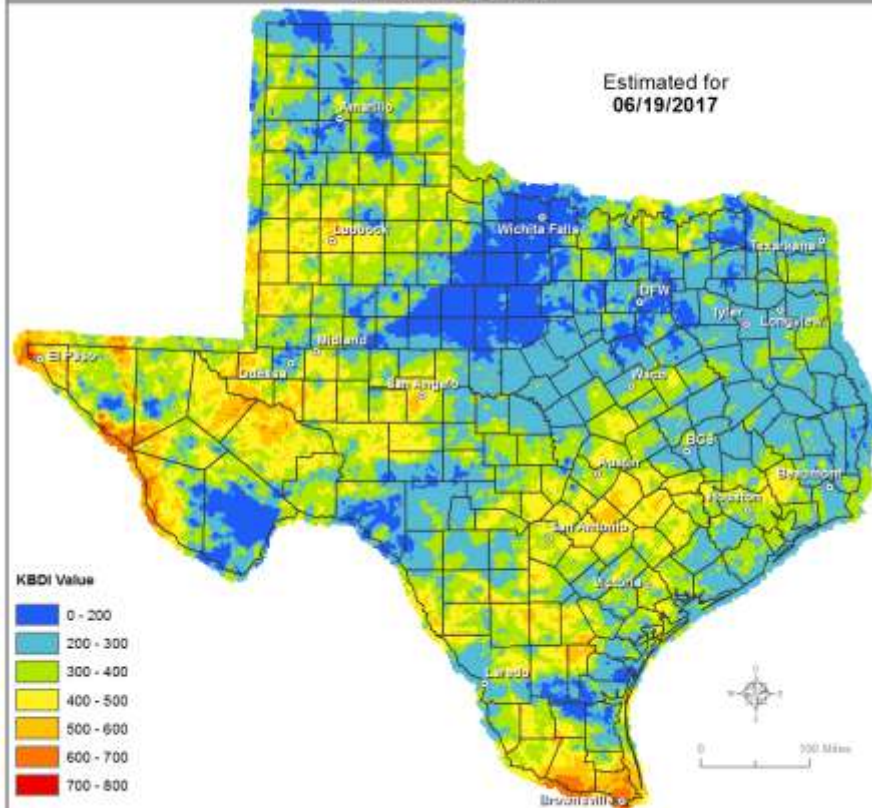 Estimated for
06/19/2017
Amarillo
Lubbock
Wichita Falls
Texarkana
DFW
Tyler
Longview
El Paso
Midland
Odessa
San Angelo
Waco
BCS
Austin
Beaumont
Houston
San Antonio
Victoria
Laredo
Brownsville
KBDI Value
0 - 200
200 - 300
300 - 400
400 - 500
500 - 600
600 - 700
700 - 800
0 100 Miles